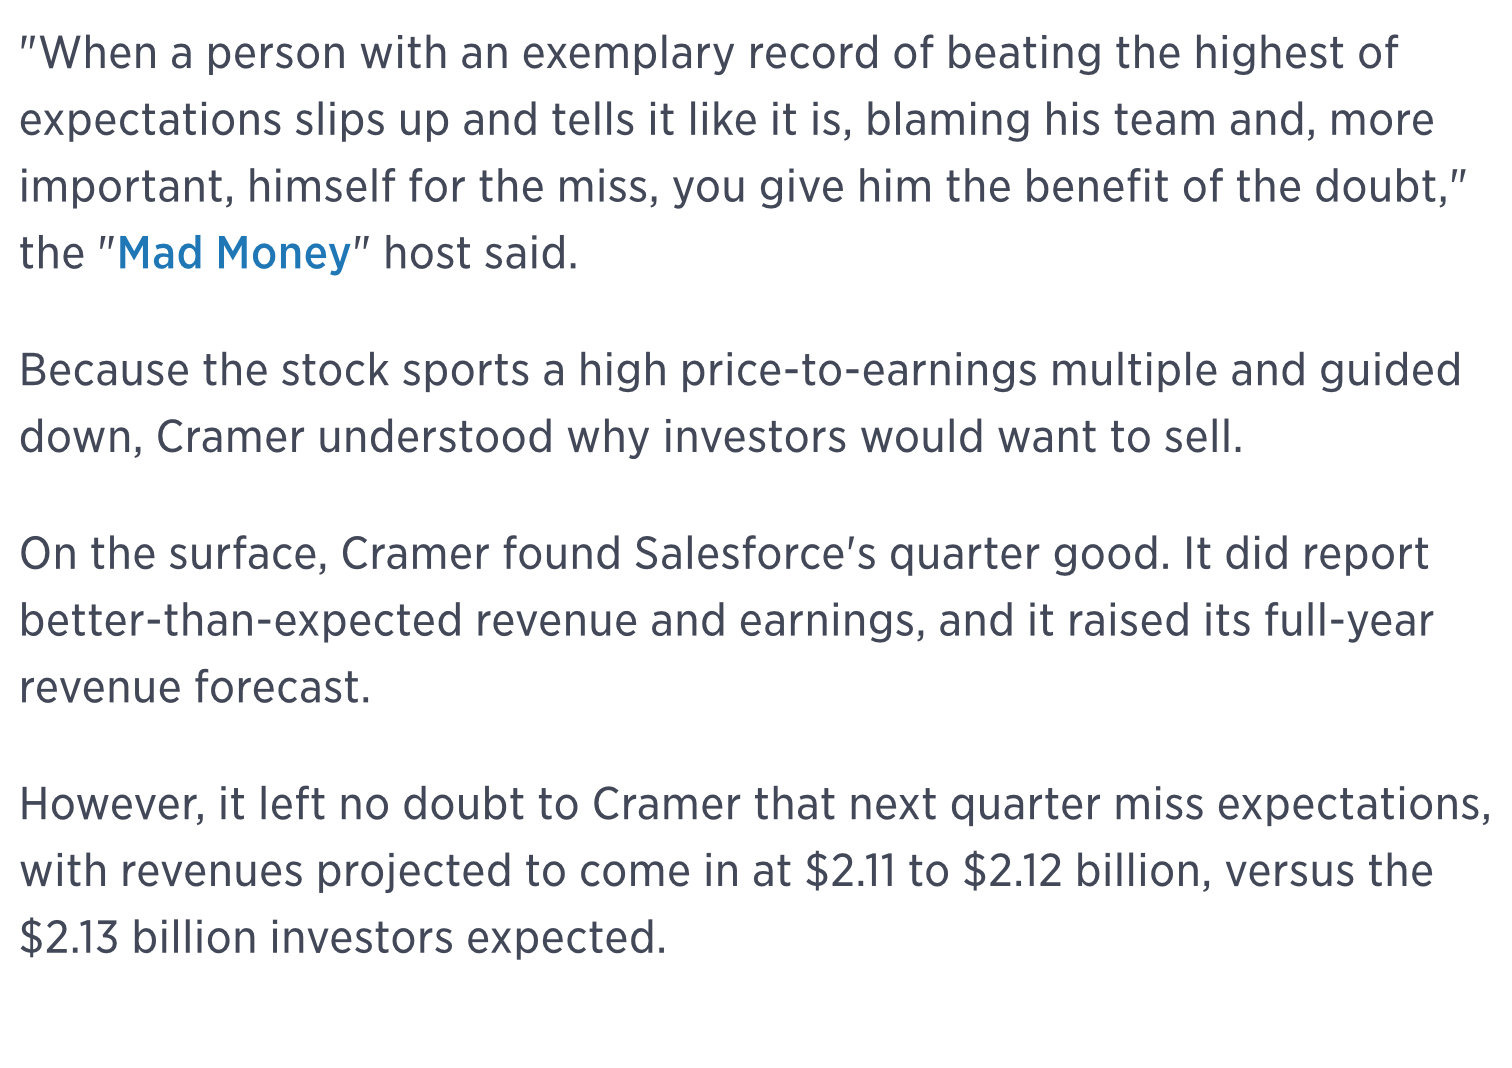 "When a person with an exemplary record of beating the highest of
expectations slips up and tells it like it is, blaming his team and, more
important, himself for the miss, you give him the benefit of the doubt,"
the "Mad Money" host said.
Because the stock sports a high price-to-earnings multiple and guided
down, Cramer understood why investors would want to sell.
On the surface, Cramer found Salesforce's quarter good. It did report
better-than-expected revenue and earnings, and it raised its full-year
revenue forecast.
However, it left no doubt to Cramer that next quarter miss expectations,
with revenues projected to come in at $2.11 to $2.12 billion, versus the
$2.13 billion investors expected.